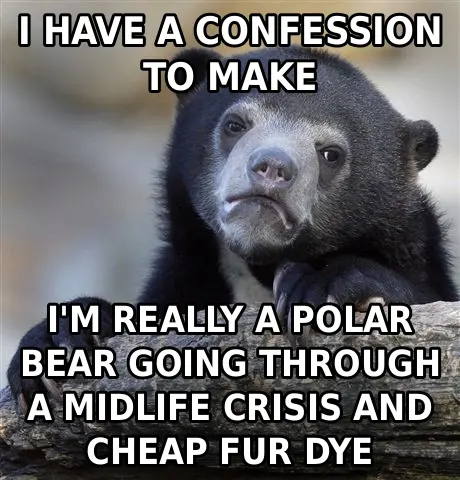 I HAVE A CONFESSION
TO MAKE
I'M REALLY A POLAR
BEAR GOING THROUGH
A MIDLIFE CRISIS AND
CHEAP FUR DYE